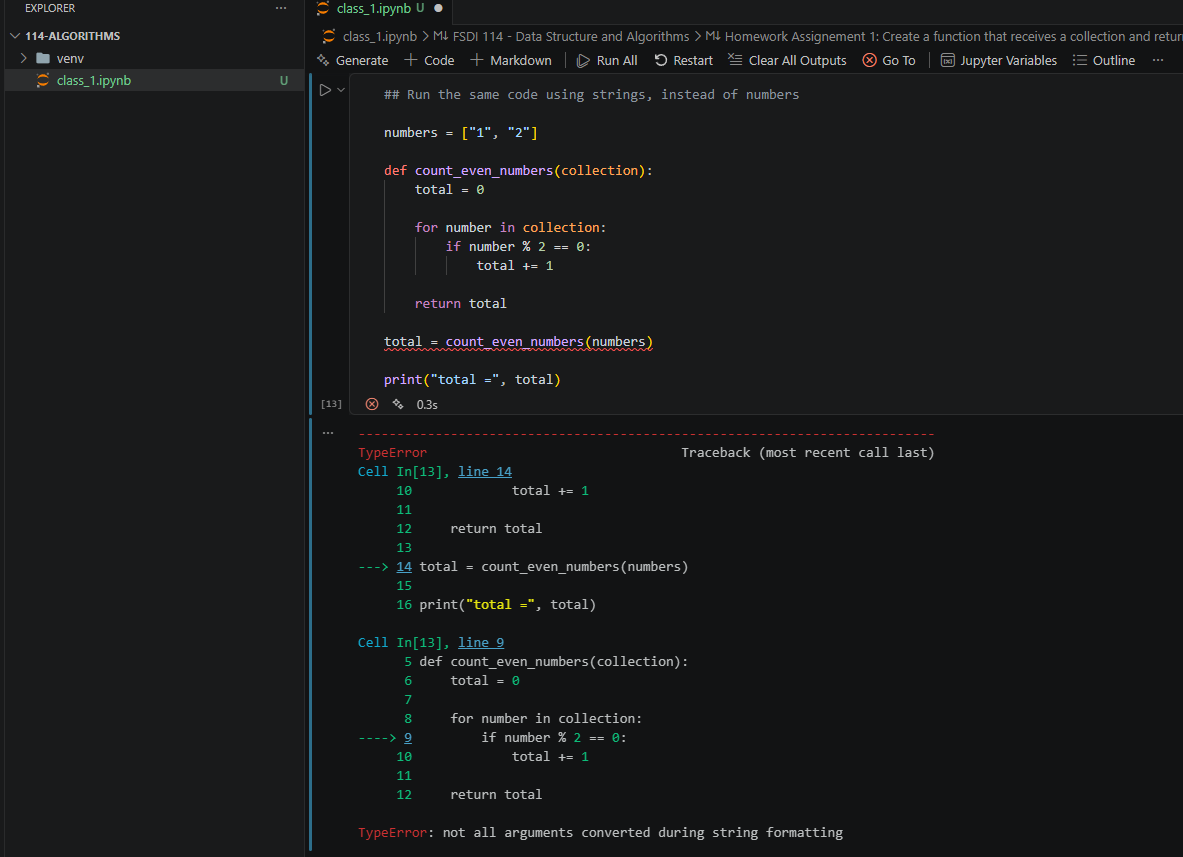 EXPLORER
···
114-ALGORITHMS
venv
class_1.ipynb U
class_1.ipynb U
class_1.ipynb > M↓ FSDI 114 - Data Structure and Algorithms > M↓ Homework Assignement 1: Create a function that receives a collection and retur
Generate + Code + Markdown Run All Restart Clear All Outputs Go To Jupyter Variables Outline ···
## Run the same code using strings, instead of numbers
numbers = ["1", "2"]
def count_even_numbers(collection):
total = 0
for number in collection:
if number % 2 == 0:
total += 1
return total
total = count_even_numbers(numbers)
print("total =", total)
[13] 0.3s
···
---------------------------------------------------------------------------
TypeError Traceback (most recent call last)
Cell In[13], line 14
10 total += 1
11
12 return total
13
---> 14 total = count_even_numbers(numbers)
15
16 print("total =", total)
Cell In[13], line 9
5 def count_even_numbers(collection):
6 total = 0
7
8 for number in collection:
----> 9 if number % 2 == 0:
10 total += 1
11
12 return total
TypeError: not all arguments converted during string formatting